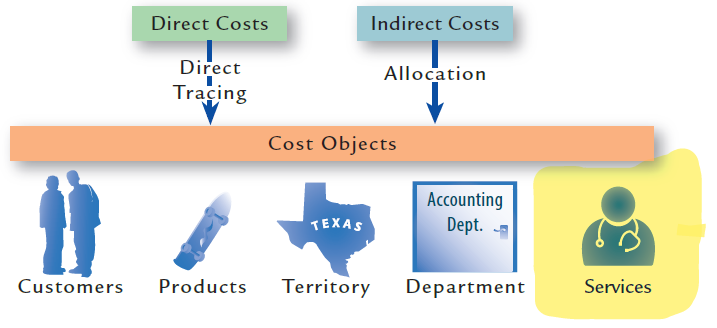 Direct Costs
Indirect Costs
Direct
Tracing
Allocation
Cost Objects
TEXAS
Accounting
Dept.
Customers
Products
Territory
Department
Services